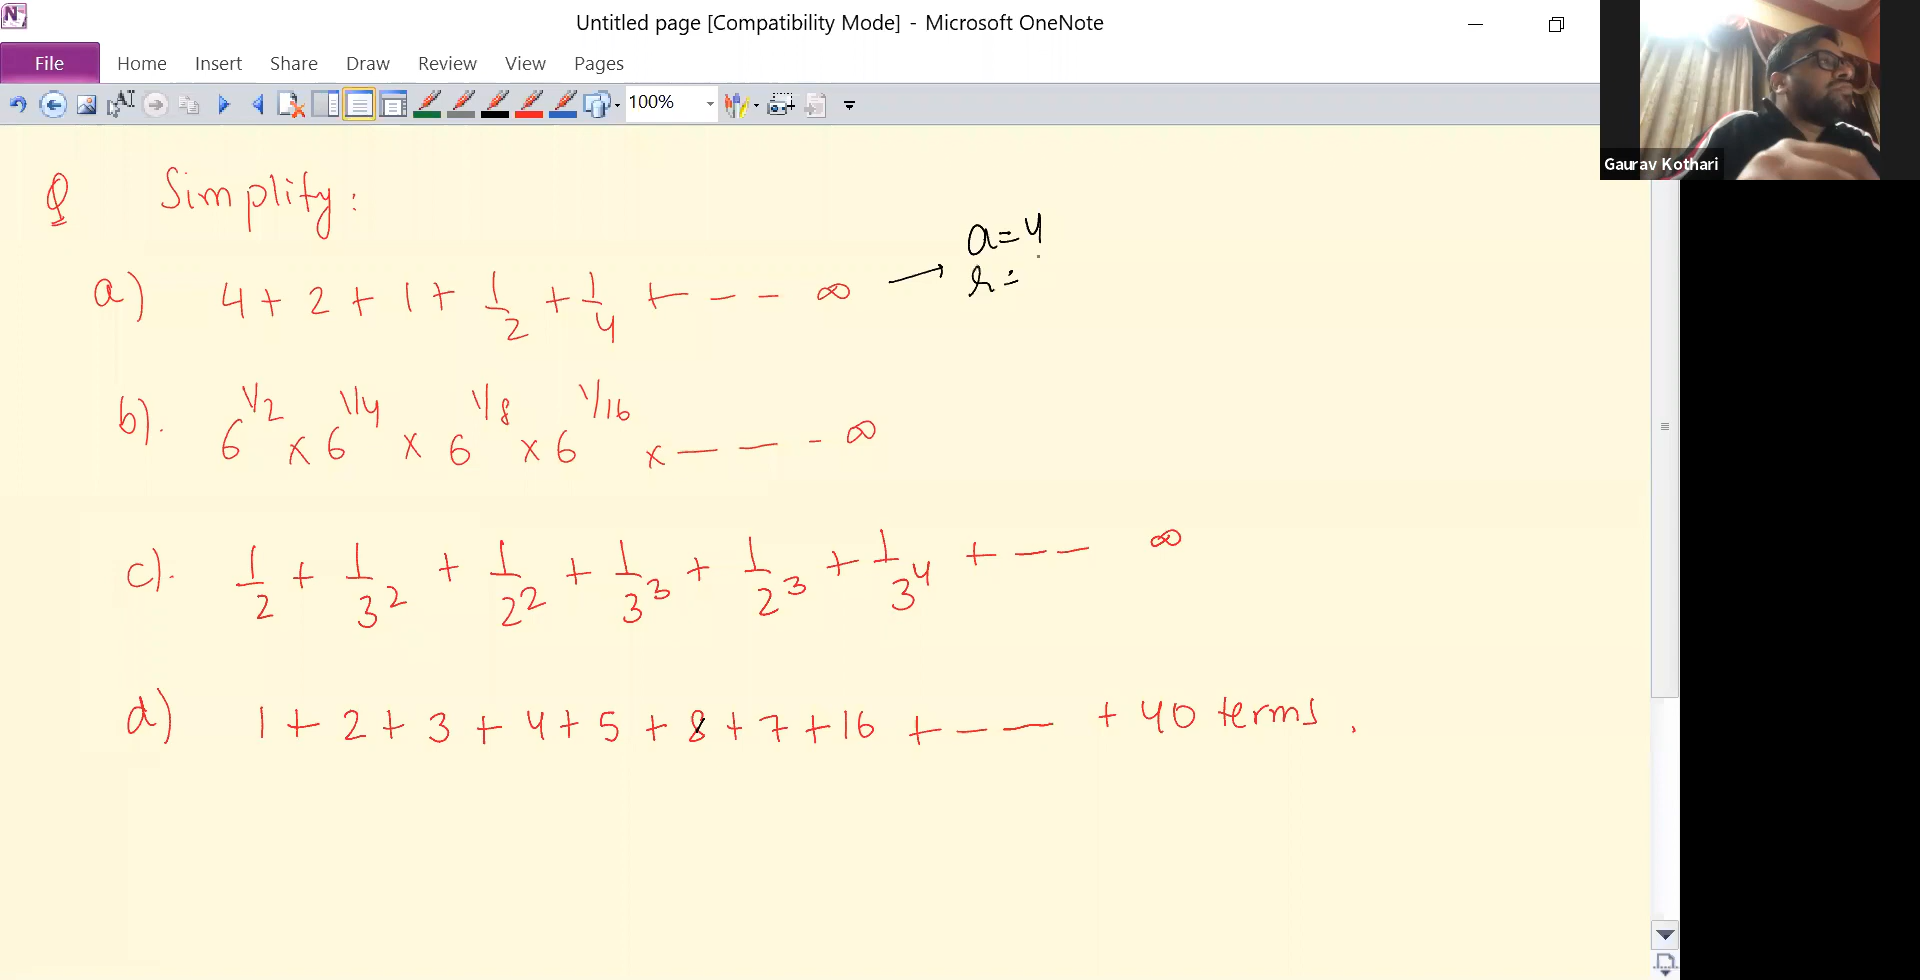 Untitled page [Compatibility Mode] - Microsoft OneNote
File Home Insert Share Draw Review View Pages
100%
Gaurav Kothari
Q Simplify:
a) 4 + 2 + 1 + 1/2 + 1/4 + - - - ∞ → a = 4
r =
b). 6^1/2 × 6^1/4 × 6^1/8 × 6^1/16 × - - - ∞
c). 1/2 + 1/3^2 + 1/2^2 + 1/3^3 + 1/2^3 + 1/3^4 + - - - ∞
d) 1 + 2 + 3 + 4 + 5 + 8 + 7 + 16 + - - - + 40 terms.